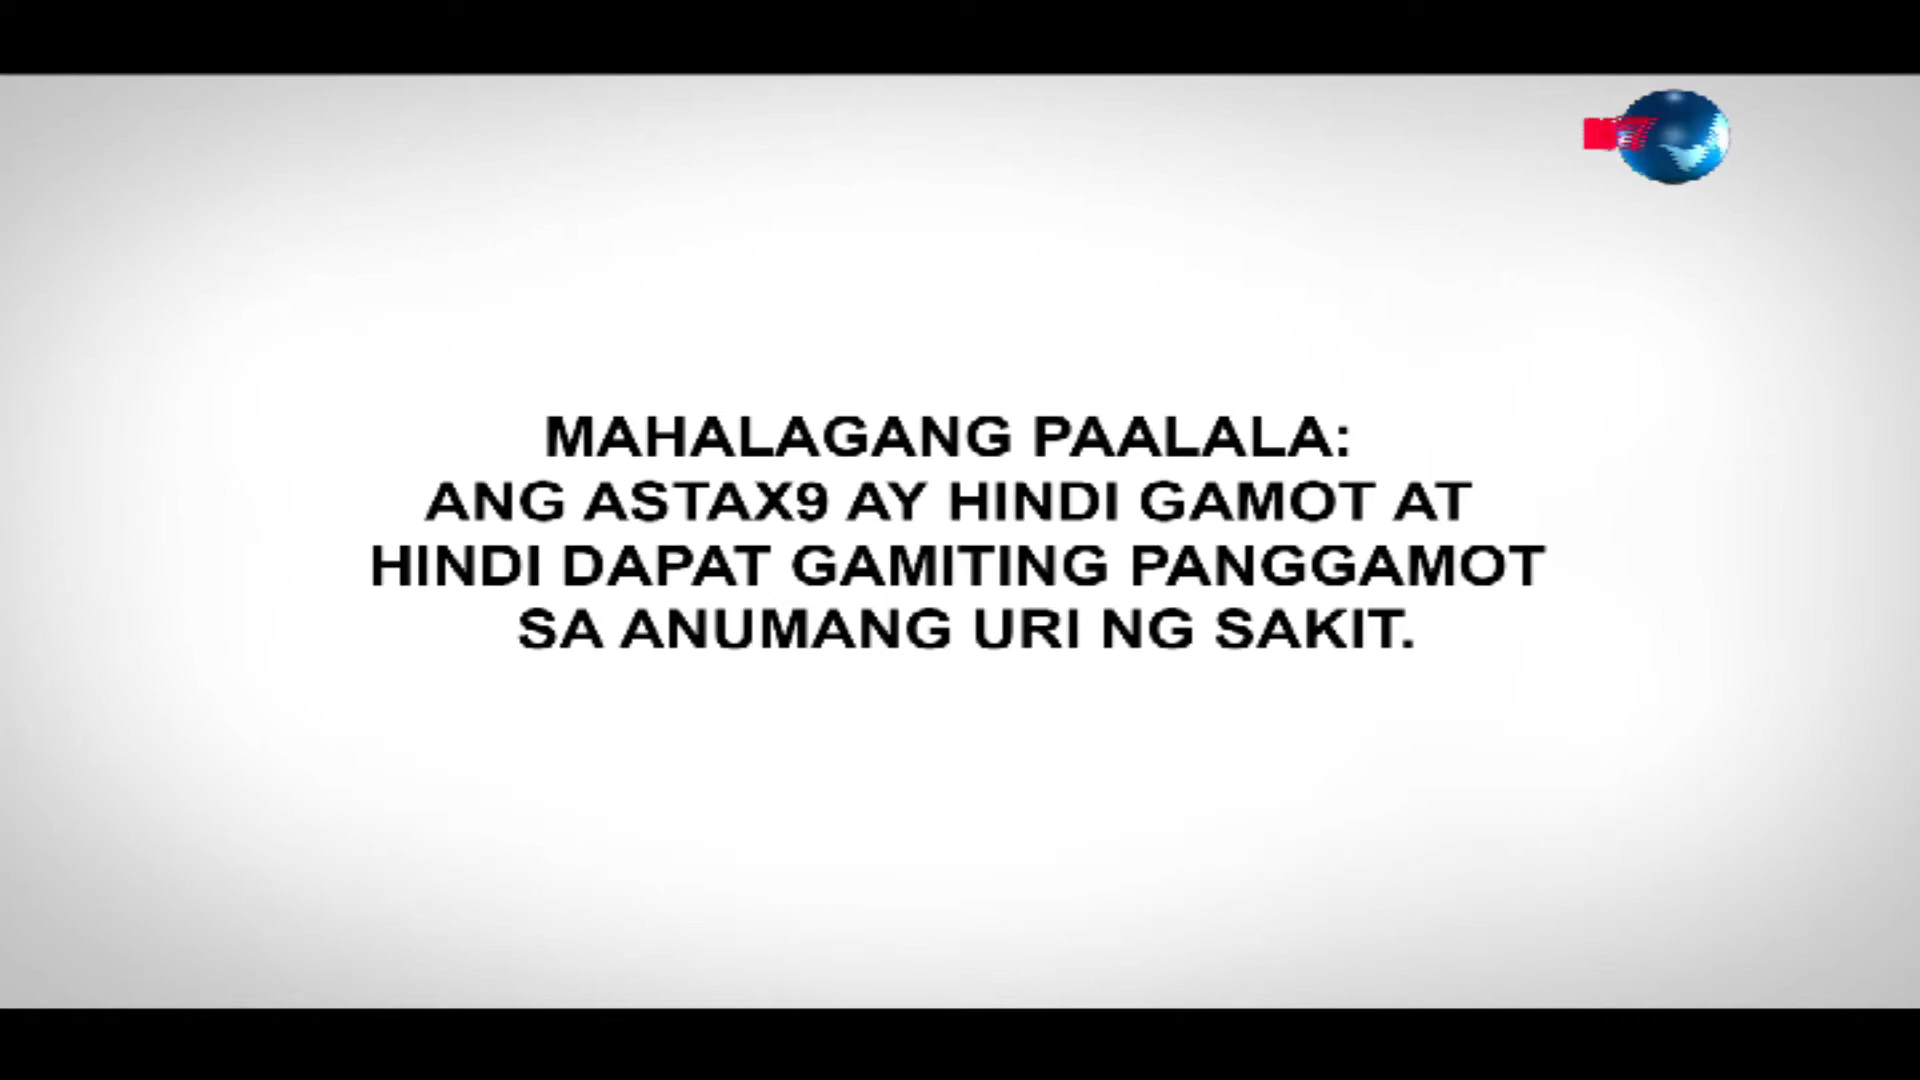 MAHALAGANG PAALALA:
ANG ASTAX9 AY HINDI GAMOT AT
HINDI DAPAT GAMITING PANGGAMOT
SA ANUMANG URI NG SAKIT.